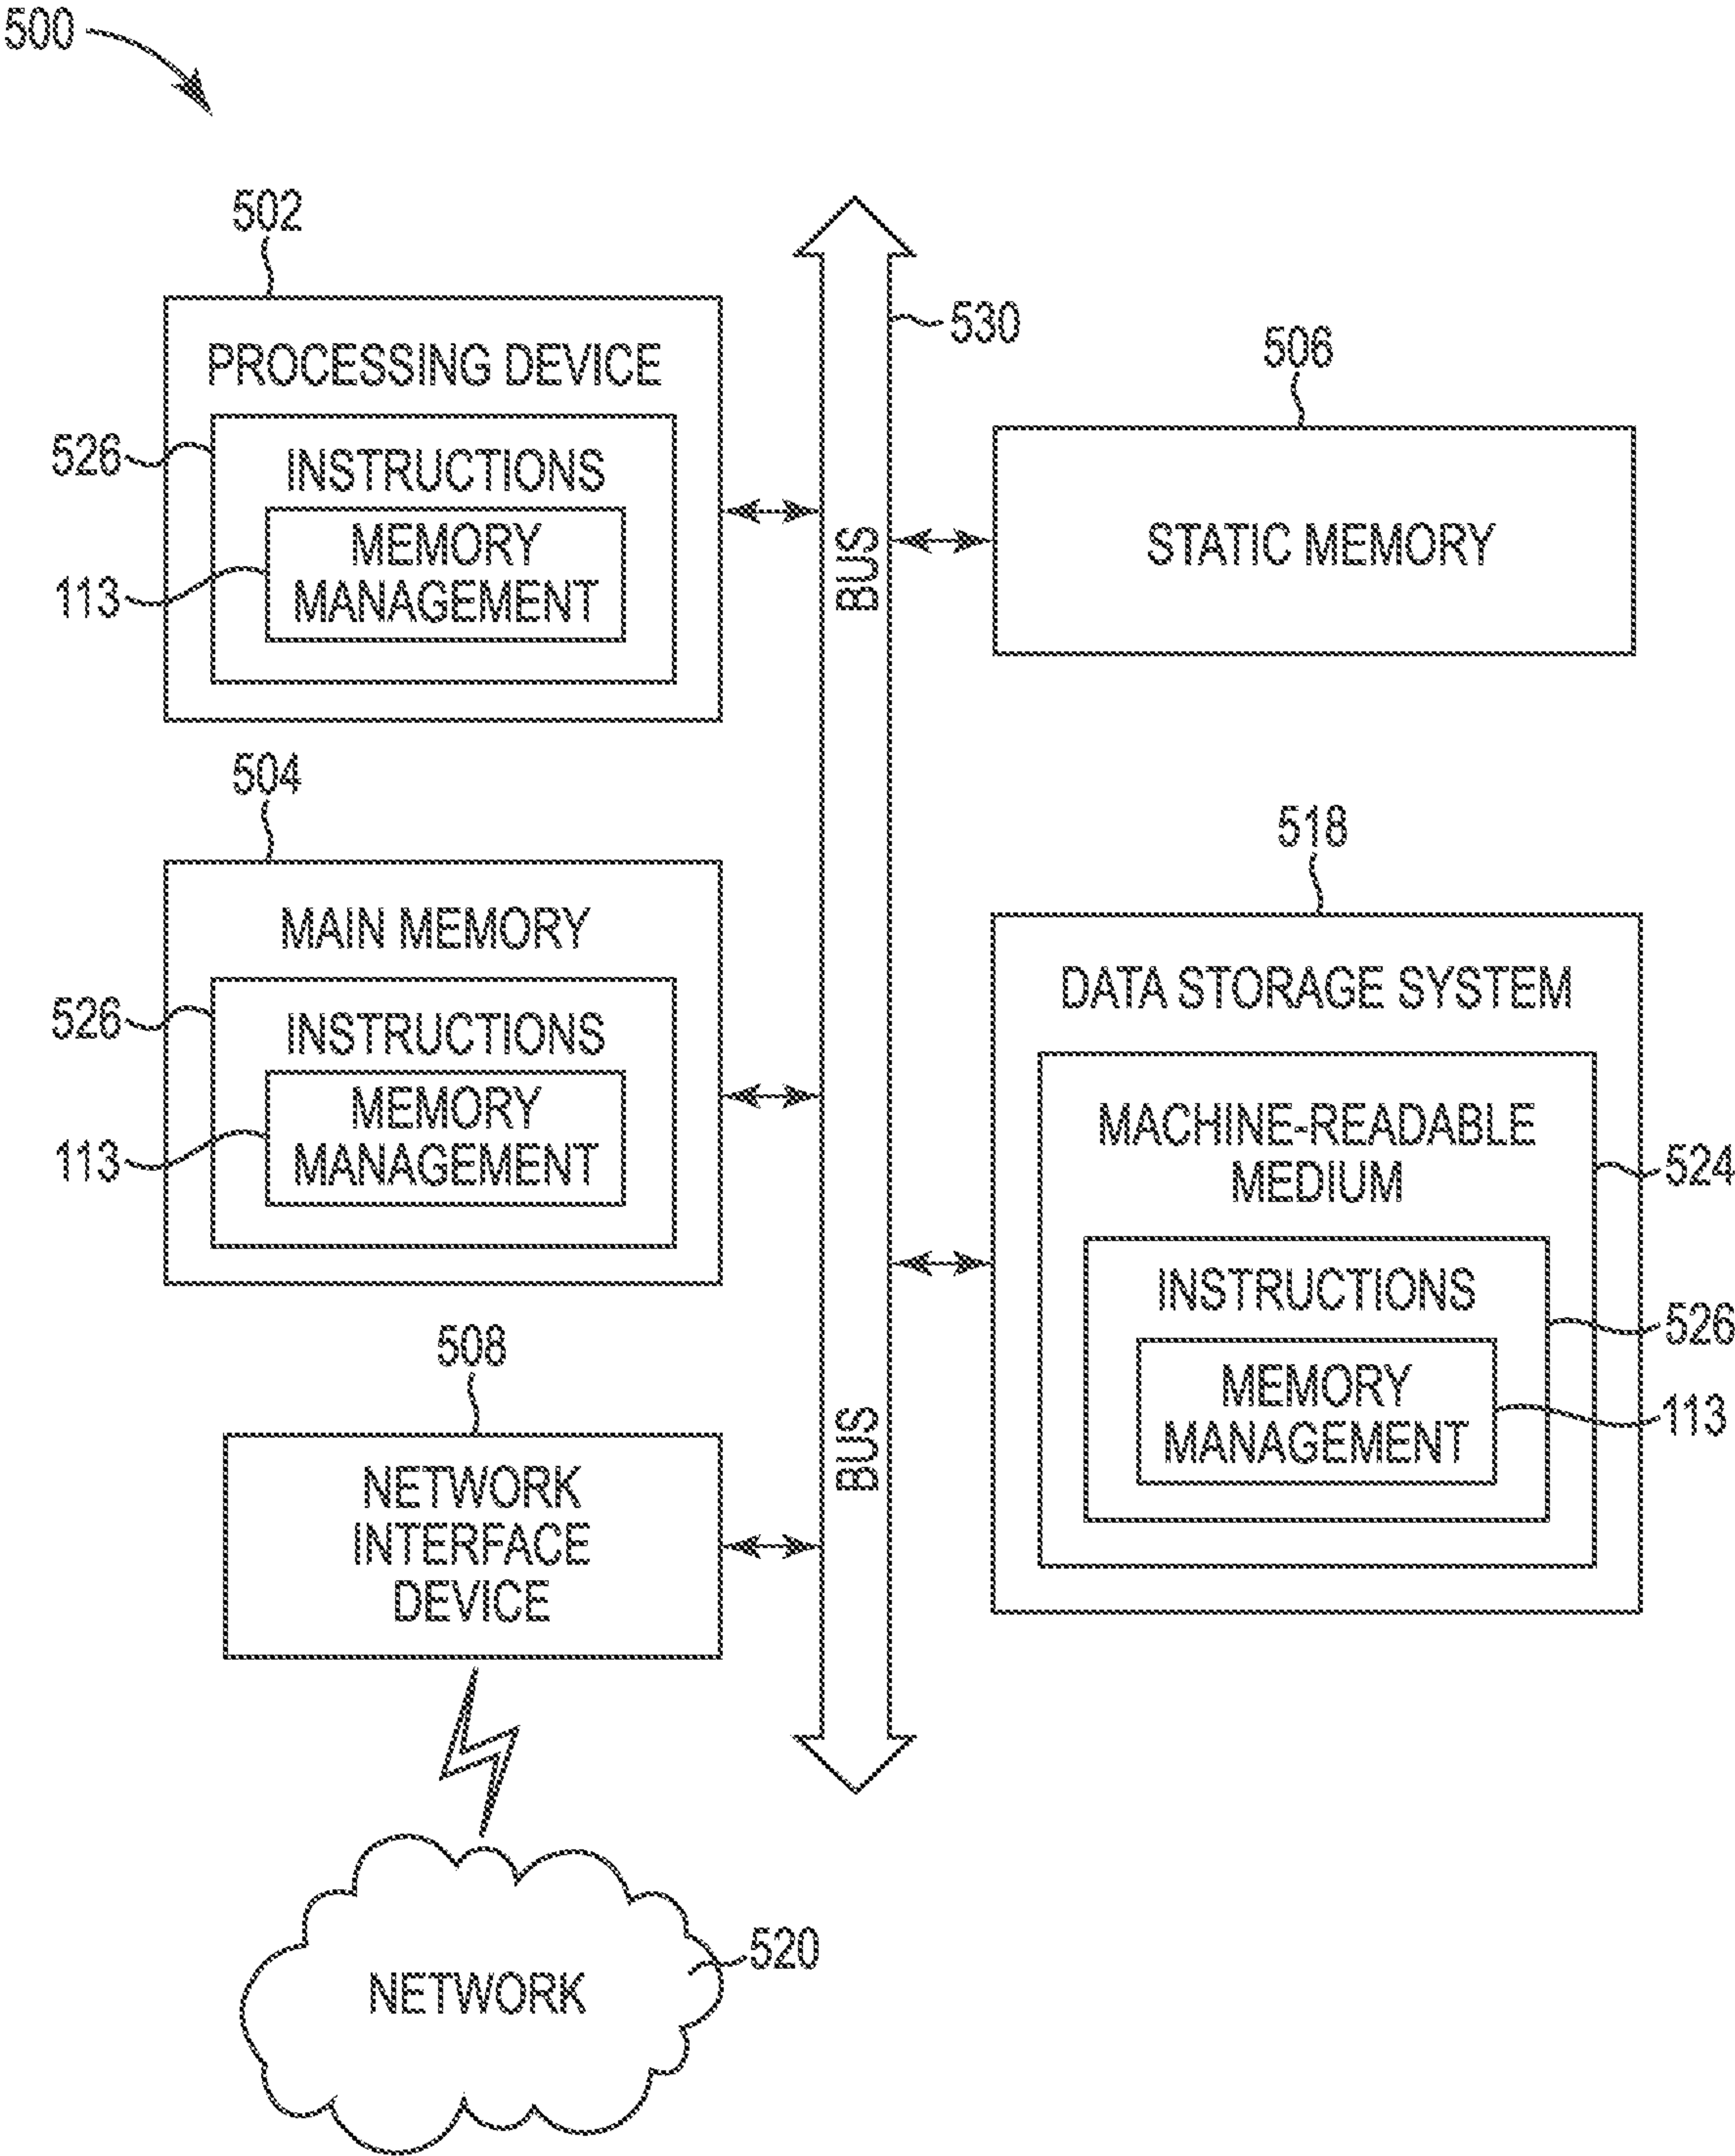 500
502
PROCESSING DEVICE
526
INSTRUCTIONS
MEMORY
MANAGEMENT
113
530
BUS
506
STATIC MEMORY
504
MAIN MEMORY
526
INSTRUCTIONS
MEMORY
MANAGEMENT
113
518
DATA STORAGE SYSTEM
MACHINE-READABLE
MEDIUM
524
INSTRUCTIONS
526
MEMORY
MANAGEMENT
113
508
NETWORK
INTERFACE
DEVICE
BUS
520
NETWORK